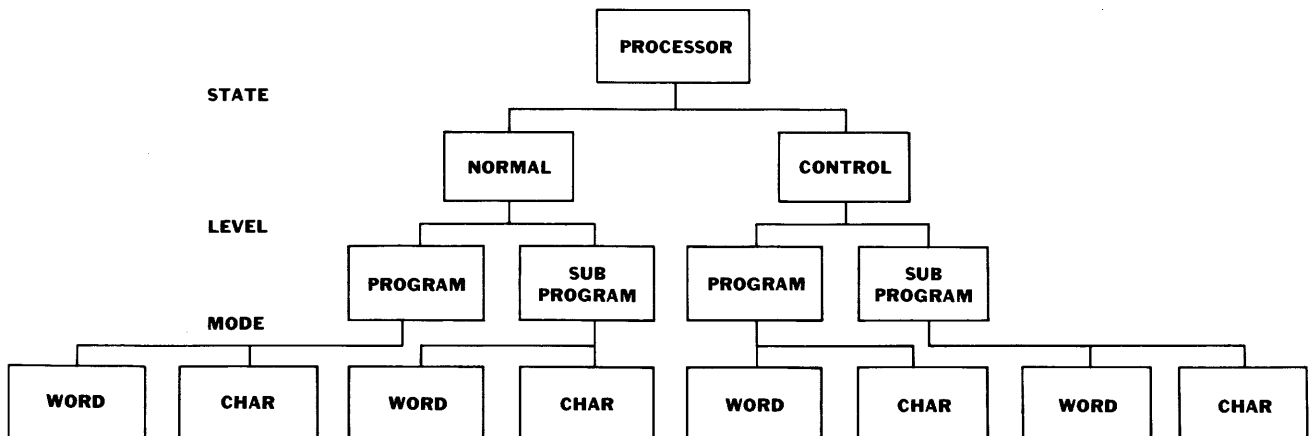 PROCESSOR
STATE
NORMAL
CONTROL
LEVEL
PROGRAM
SUB
PROGRAM
PROGRAM
SUB
PROGRAM
MODE
WORD
CHAR
WORD
CHAR
WORD
CHAR
WORD
CHAR